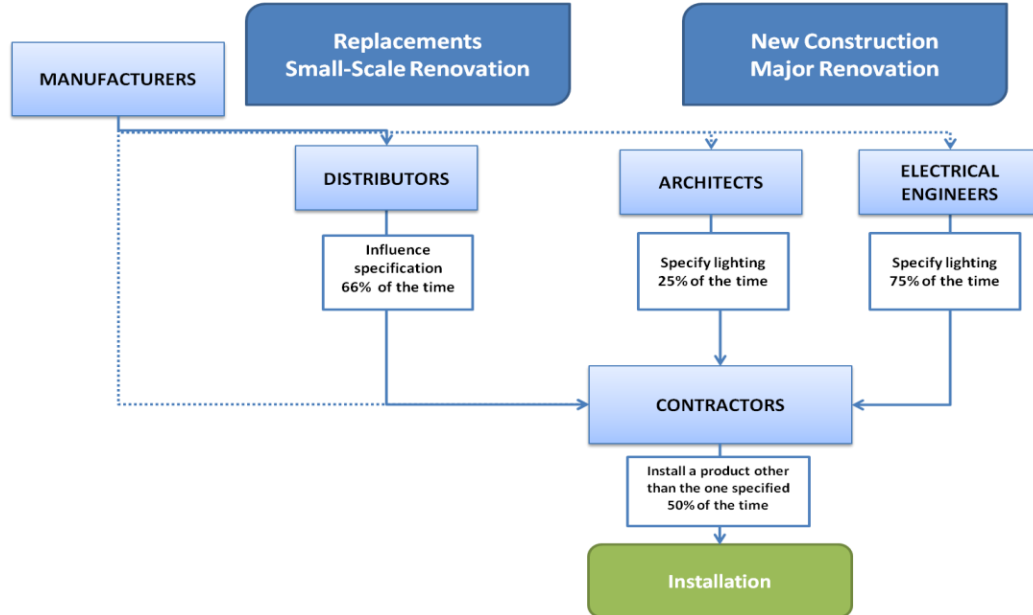 Replacements
Small-Scale Renovation
New Construction
Major Renovation
MANUFACTURERS
DISTRIBUTORS
ARCHITECTS
ELECTRICAL
ENGINEERS
Influence
specification
66% of the time
Specify lighting
25% of the time
Specify lighting
75% of the time
CONTRACTORS
Install a product other
than the one specified
50% of the time
Installation